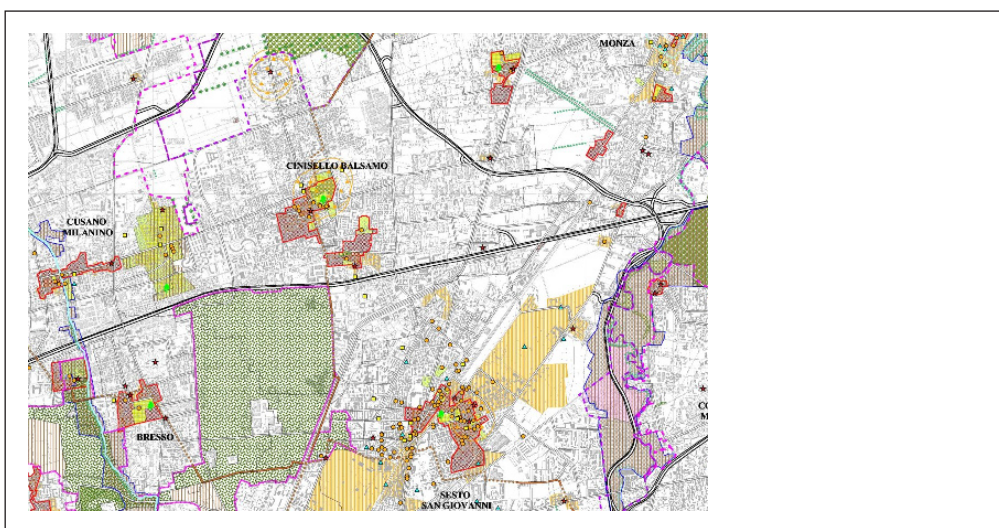 MONZA
CINISELLO BALSAMO
CUSANO
MILANINO
BRESSO
SESTO
SAN GIOVANNI